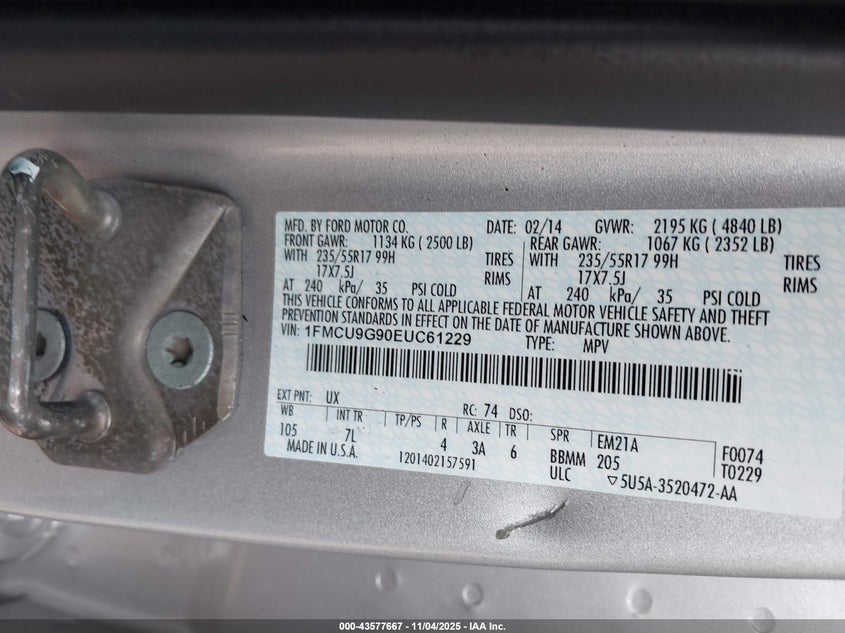 MFD. BY FORD MOTOR CO. DATE: 02/14 GVWR: 2195 KG ( 4840 LB)
FRONT GAWR: 1134 KG ( 2500 LB) REAR GAWR: 1067 KG ( 2352 LB)
WITH 235/55R17 99H TIRES WITH 235/55R17 99H TIRES
17X7.5J RIMS 17X7.5J RIMS
AT 240 kPa/ 35 PSI COLD AT 240 kPa/ 35 PSI COLD
THIS VEHICLE CONFORMS TO ALL APPLICABLE FEDERAL MOTOR VEHICLE SAFETY AND THEFT
PREVENTION STANDARDS IN EFFECT ON THE DATE OF MANUFACTURE SHOWN ABOVE.
VIN: 1FMCU9G90EUC61229 TYPE: MPV
EXT PNT: UX RC: 74 DSO:
WB INT TR TP/PS R AXLE TR SPR EM21A F0074
105 7L 4 3A 6 BBMM 205 T0229
MADE IN U.S.A. 1201402157591 ULC ▽5U5A-3520472-AA
000-43577667 - 11/04/2025 - IAA Inc.